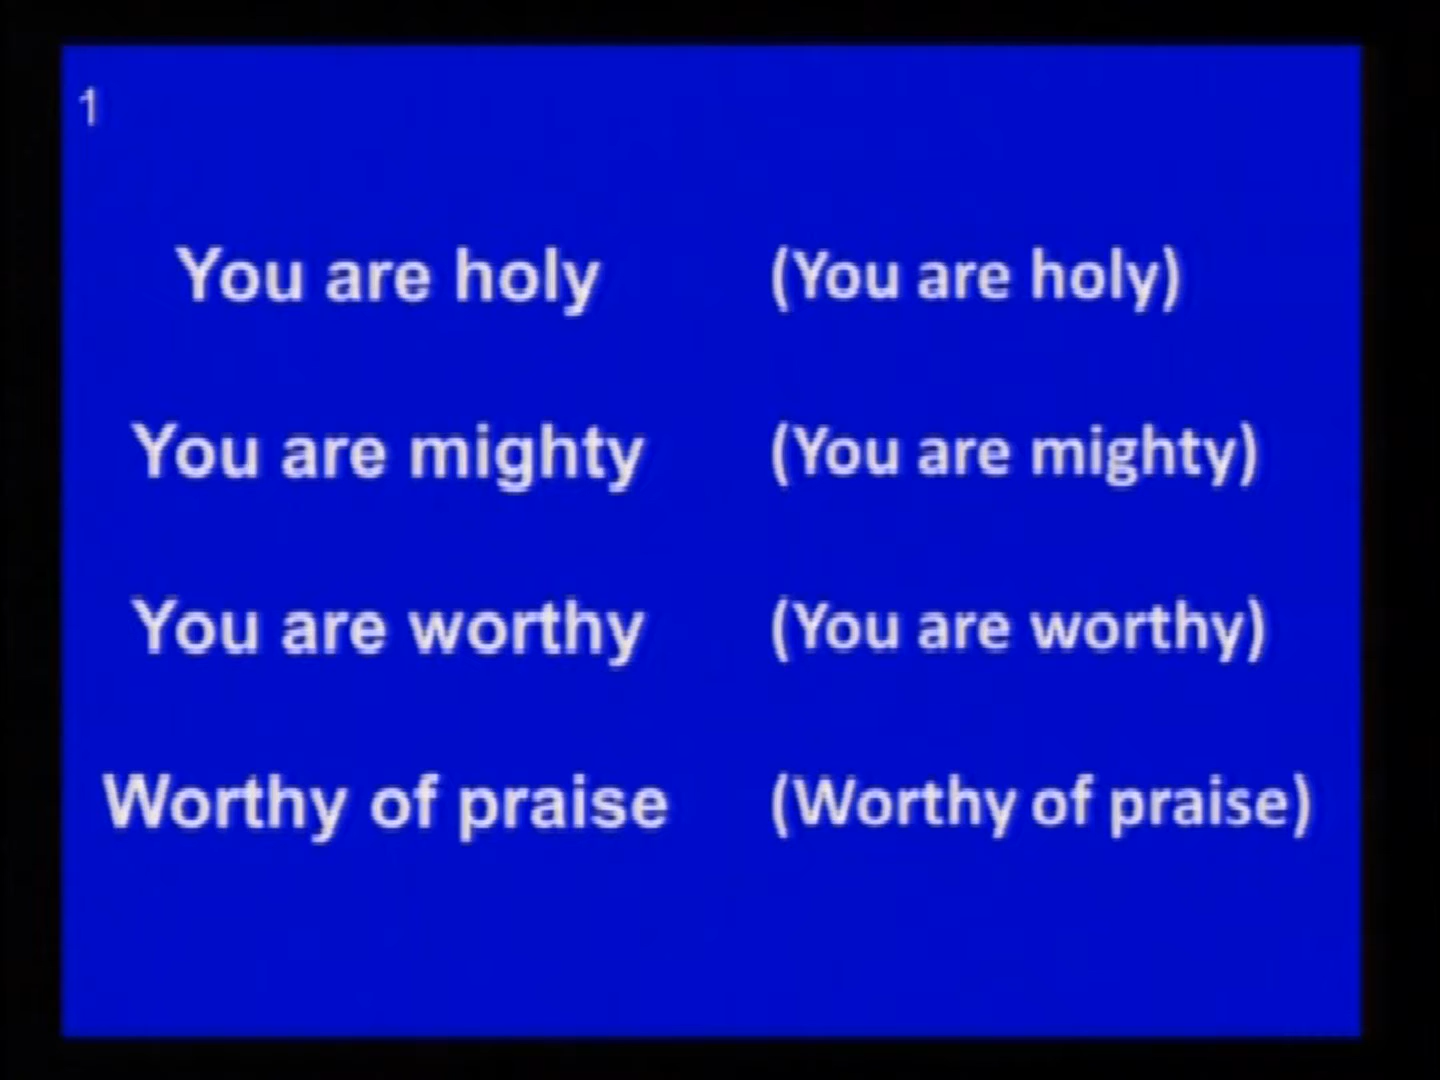 1
You are holy (You are holy)
You are mighty (You are mighty)
You are worthy (You are worthy)
Worthy of praise (Worthy of praise)